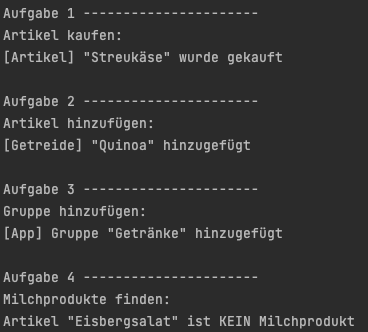 Aufgabe 1 -----------------------
Artikel kaufen:
[Artikel] "Streukäse" wurde gekauft
Aufgabe 2 -----------------------
Artikel hinzufügen:
[Getreide] "Quinoa" hinzugefügt
Aufgabe 3 -----------------------
Gruppe hinzufügen:
[App] Gruppe "Getränke" hinzugefügt
Aufgabe 4 -----------------------
Milchprodukte finden:
Artikel "Eisbergsalat" ist KEIN Milchprodukt